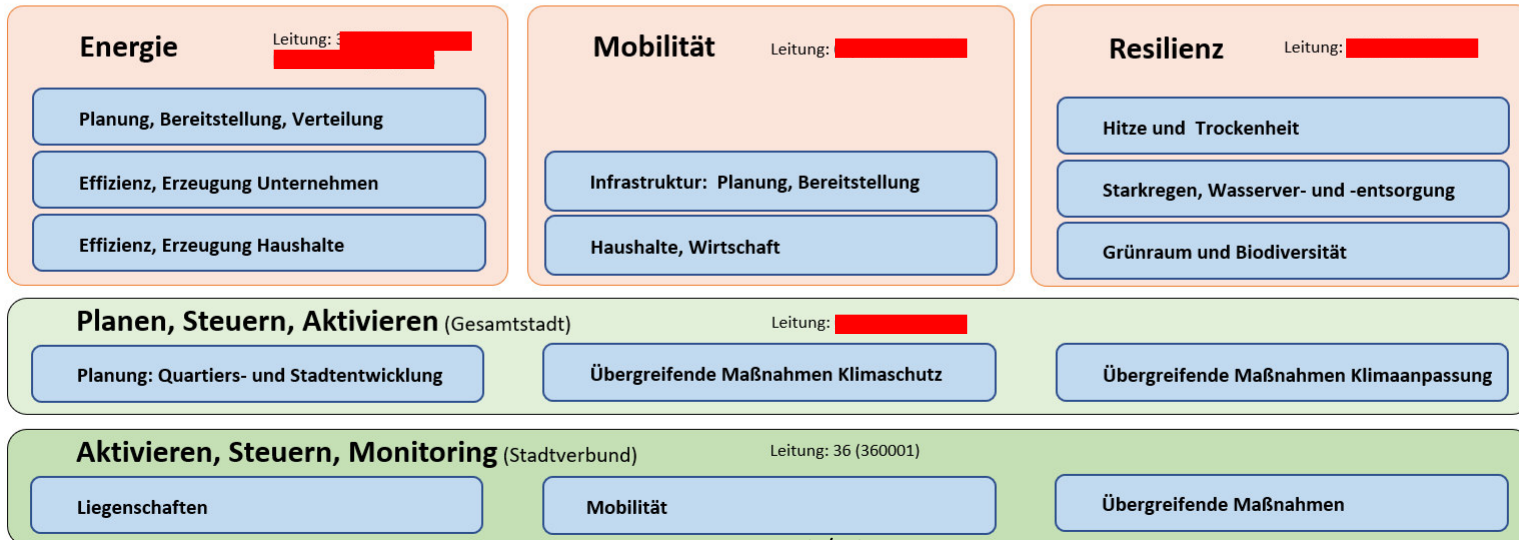 Energie
Leitung:
Planung, Bereitstellung, Verteilung
Effizienz, Erzeugung Unternehmen
Effizienz, Erzeugung Haushalte
Mobilität
Leitung:
Infrastruktur: Planung, Bereitstellung
Haushalte, Wirtschaft
Resilienz
Leitung:
Hitze und Trockenheit
Starkregen, Wasserver- und -entsorgung
Grünraum und Biodiversität
Planen, Steuern, Aktivieren (Gesamtstadt)
Leitung:
Planung: Quartiers- und Stadtentwicklung
Übergreifende Maßnahmen Klimaschutz
Übergreifende Maßnahmen Klimaanpassung
Aktivieren, Steuern, Monitoring (Stadtverbund)
Leitung: 36 (360001)
Liegenschaften
Mobilität
Übergreifende Maßnahmen